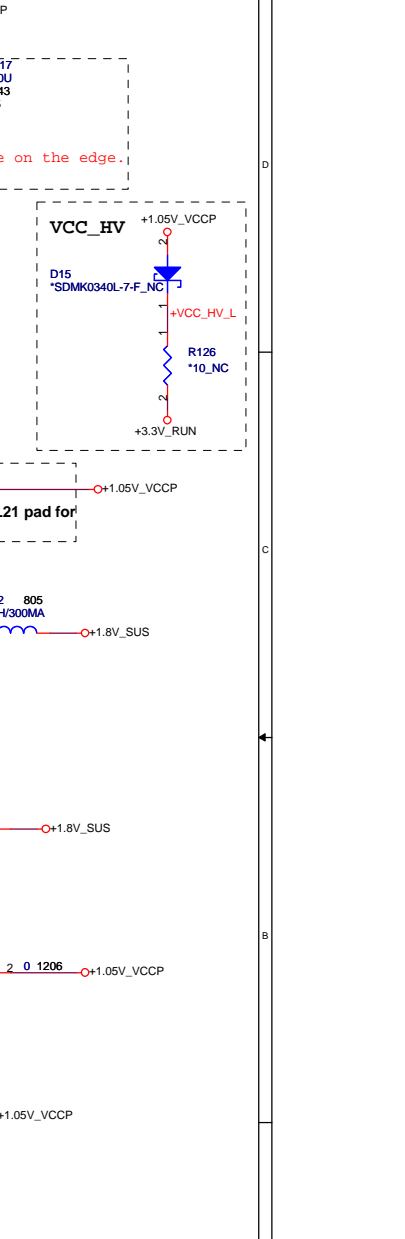 P
17
0U
43
e on the edge.
D
VCC_HV
+1.05V_VCCP
2
D15
*SDMK0340L-7-F_NC
1
+VCC_HV_L
1
R126
*10_NC
2
+3.3V_RUN
+1.05V_VCCP
L21 pad for
C
2 805
H/300MA
+1.8V_SUS
+1.8V_SUS
B
2 0 1206
+1.05V_VCCP
+1.05V_VCCP